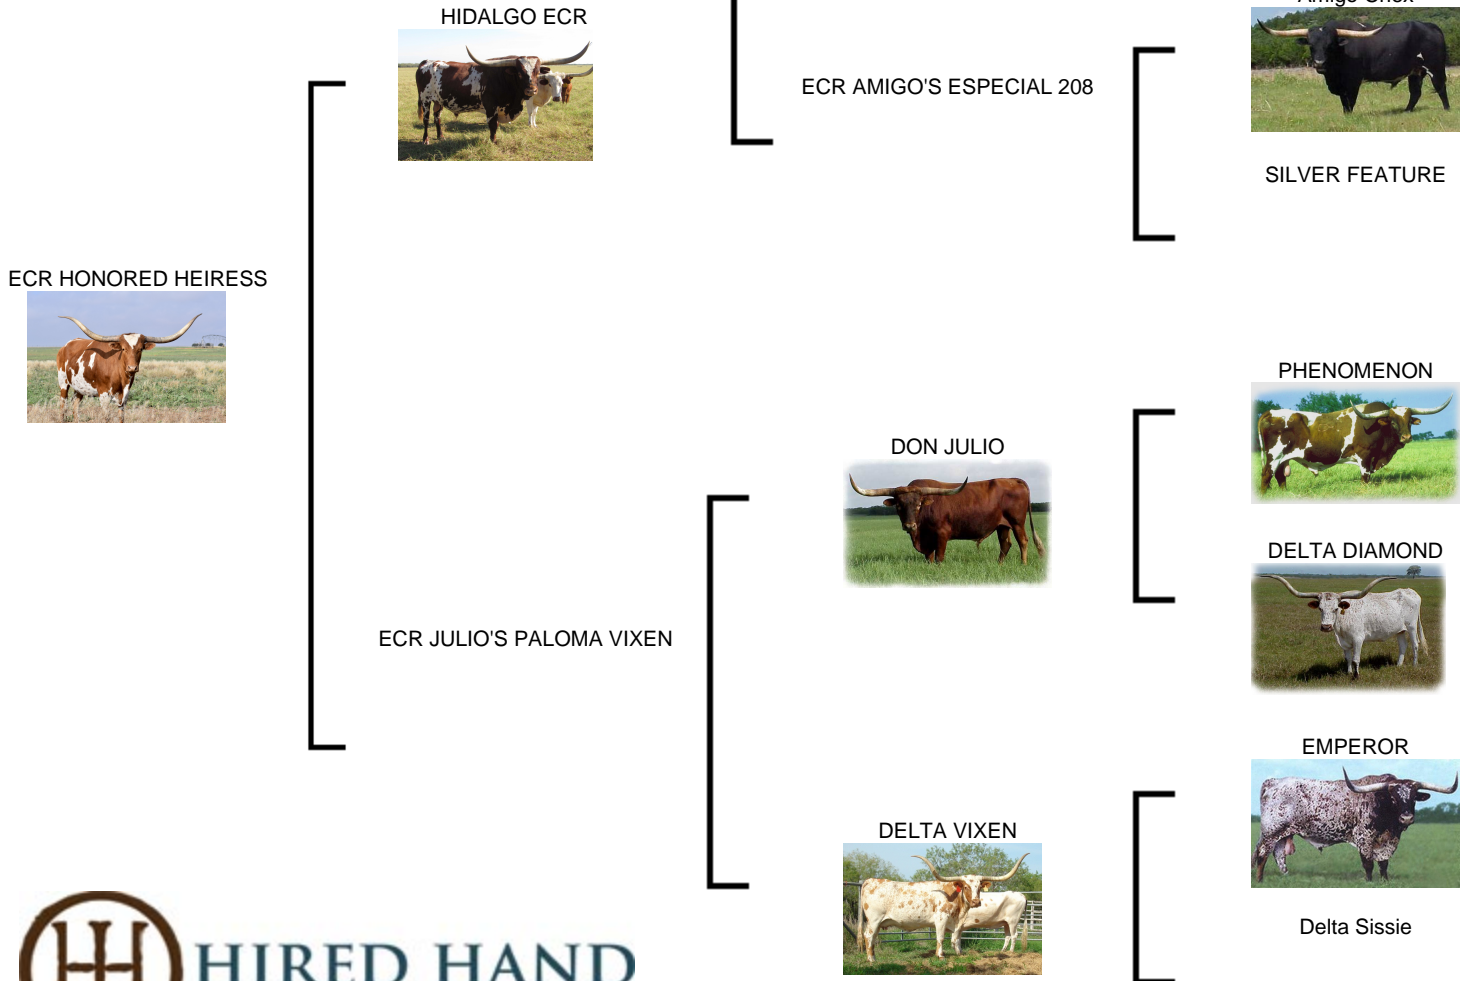 HIDALGO ECR
ECR AMIGO'S ESPECIAL 208
SILVER FEATURE
ECR HONORED HEIRESS
PHENOMENON
DON JULIO
DELTA DIAMOND
ECR JULIO'S PALOMA VIXEN
EMPEROR
DELTA VIXEN
Delta Sissie
HIRED HAND